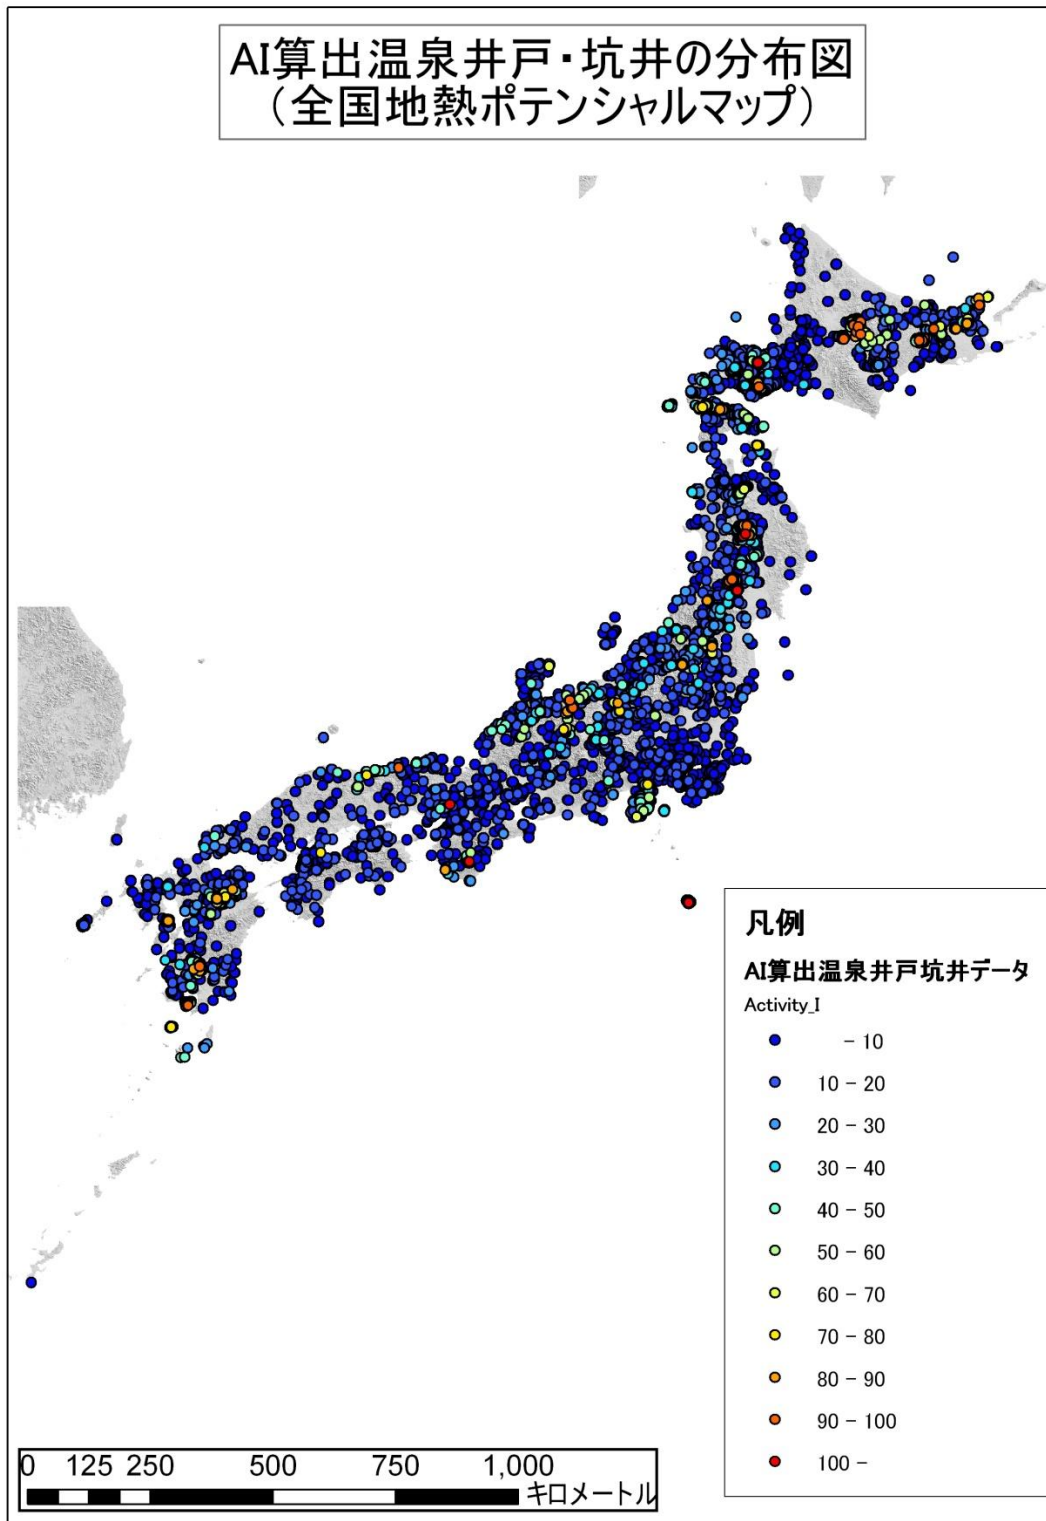 AI算出温泉井戸・坑井の分布図
（全国地熱ポテンシャルマップ）
凡例
AI算出温泉井戸坑井データ
Activity_I
- 10
10 - 20
20 - 30
30 - 40
40 - 50
50 - 60
60 - 70
70 - 80
80 - 90
90 - 100
100 -
0 125 250 500 750 1,000
キロメートル